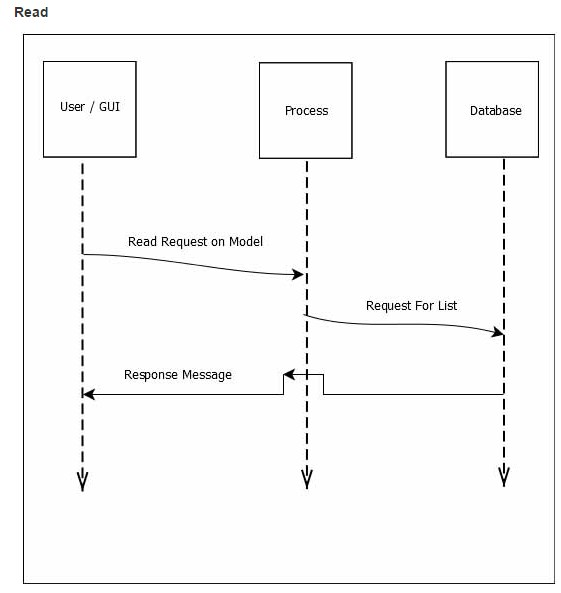 Read
User / GUI
Process
Database
Read Request on Model
Request For List
Response Message